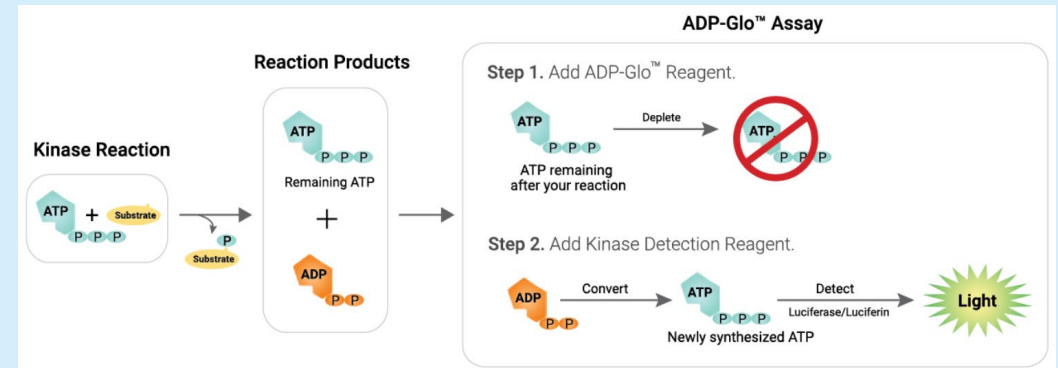 Kinase Reaction
ATP
+
Substrate
P P P
P
Substrate
Reaction Products
ATP
P P P
Remaining ATP
+
ADP
P P
ADP-Glo™ Assay
Step 1. Add ADP-Glo™ Reagent.
ATP
P P P
ATP remaining
after your reaction
Deplete
ATP
P P P
Step 2. Add Kinase Detection Reagent.
ADP
P P
Convert
ATP
P P P
Newly synthesized ATP
Detect
Luciferase/Luciferin
Light